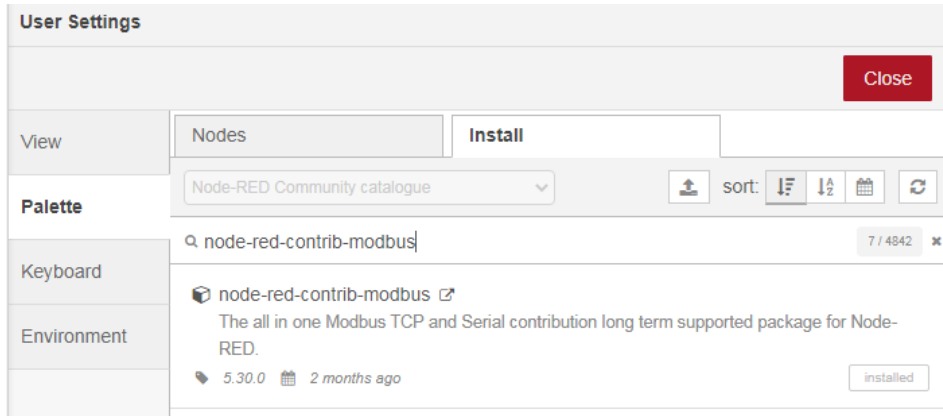 User Settings
Close
View
Palette
Keyboard
Environment
Nodes
Install
Node-RED Community catalogue
sort:
node-red-contrib-modbus
7 / 4842
node-red-contrib-modbus
The all in one Modbus TCP and Serial contribution long term supported package for Node-
RED.
5.30.0 2 months ago
installed